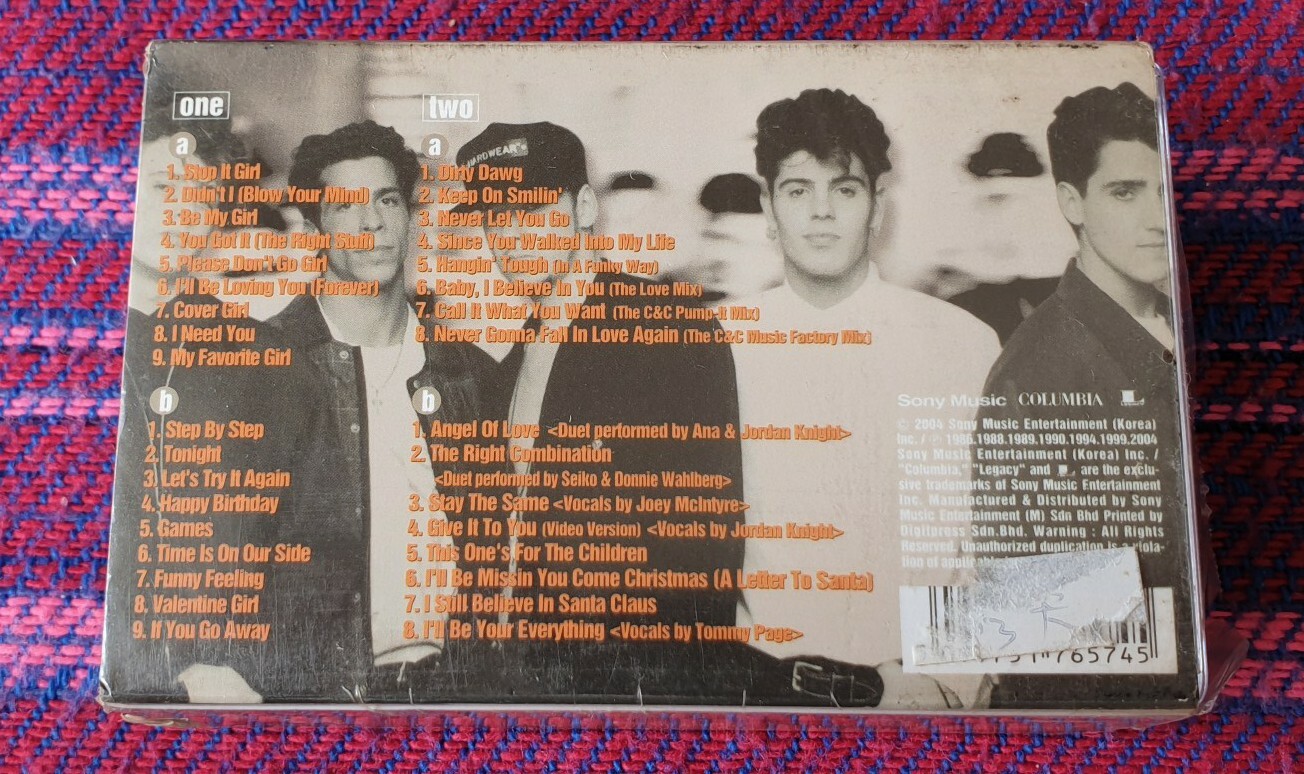 one
a
1. Stop It Girl
2. Didn't I (Blow Your Mind)
3. Be My Girl
4. You Got It (The Right Stuff)
5. Please Don't Go Girl
6. I'll Be Loving You (Forever)
7. Cover Girl
8. I Need You
9. My Favorite Girl
b
1. Step By Step
2. Tonight
3. Let's Try It Again
4. Happy Birthday
5. Games
6. Time Is On Our Side
7. Funny Feeling
8. Valentine Girl
9. If You Go Away
two
a
1. Dirty Dawg
2. Keep On Smilin'
3. Never Let You Go
4. Since You Walked Into My Life
5. Hangin' Tough (In A Funky Way)
6. Baby, I Believe In You (The Love Mix)
7. Call It What You Want (The C&C Pump-It Mix)
8. Never Gonna Fall In Love Again (The C&C Music Factory Mix)
b
1. Angel Of Love <Duet performed by Ana & Jordan Knight>
2. The Right Combination
<Duet performed by Seiko & Donnie Wahlberg>
3. Stay The Same <Vocals by Joey McIntyre>
4. Give It To You (Video Version) <Vocals by Jordan Knight>
5. This One's For The Children
6. I'll Be Missin You Come Christmas (A Letter To Santa)
7. I Still Believe In Santa Claus
8. I'll Be Your Everything <Vocals by Tommy Page>
Sony Music COLUMBIA
© 2004 Sony Music Entertainment (Korea)
Inc. / ℗ 1986.1988.1989.1990.1994.1999.2004
Sony Music Entertainment (Korea) Inc. /
"Columbia," "Legacy" and L are the exclu-
sive trademarks of Sony Music Entertainment
Inc. Manufactured & Distributed by Sony
Music Entertainment (M) Sdn Bhd Printed by
Digitpress Sdn.Bhd. Warning : All Rights
Reserved. Unauthorized duplication is a viola-
tion of
765745